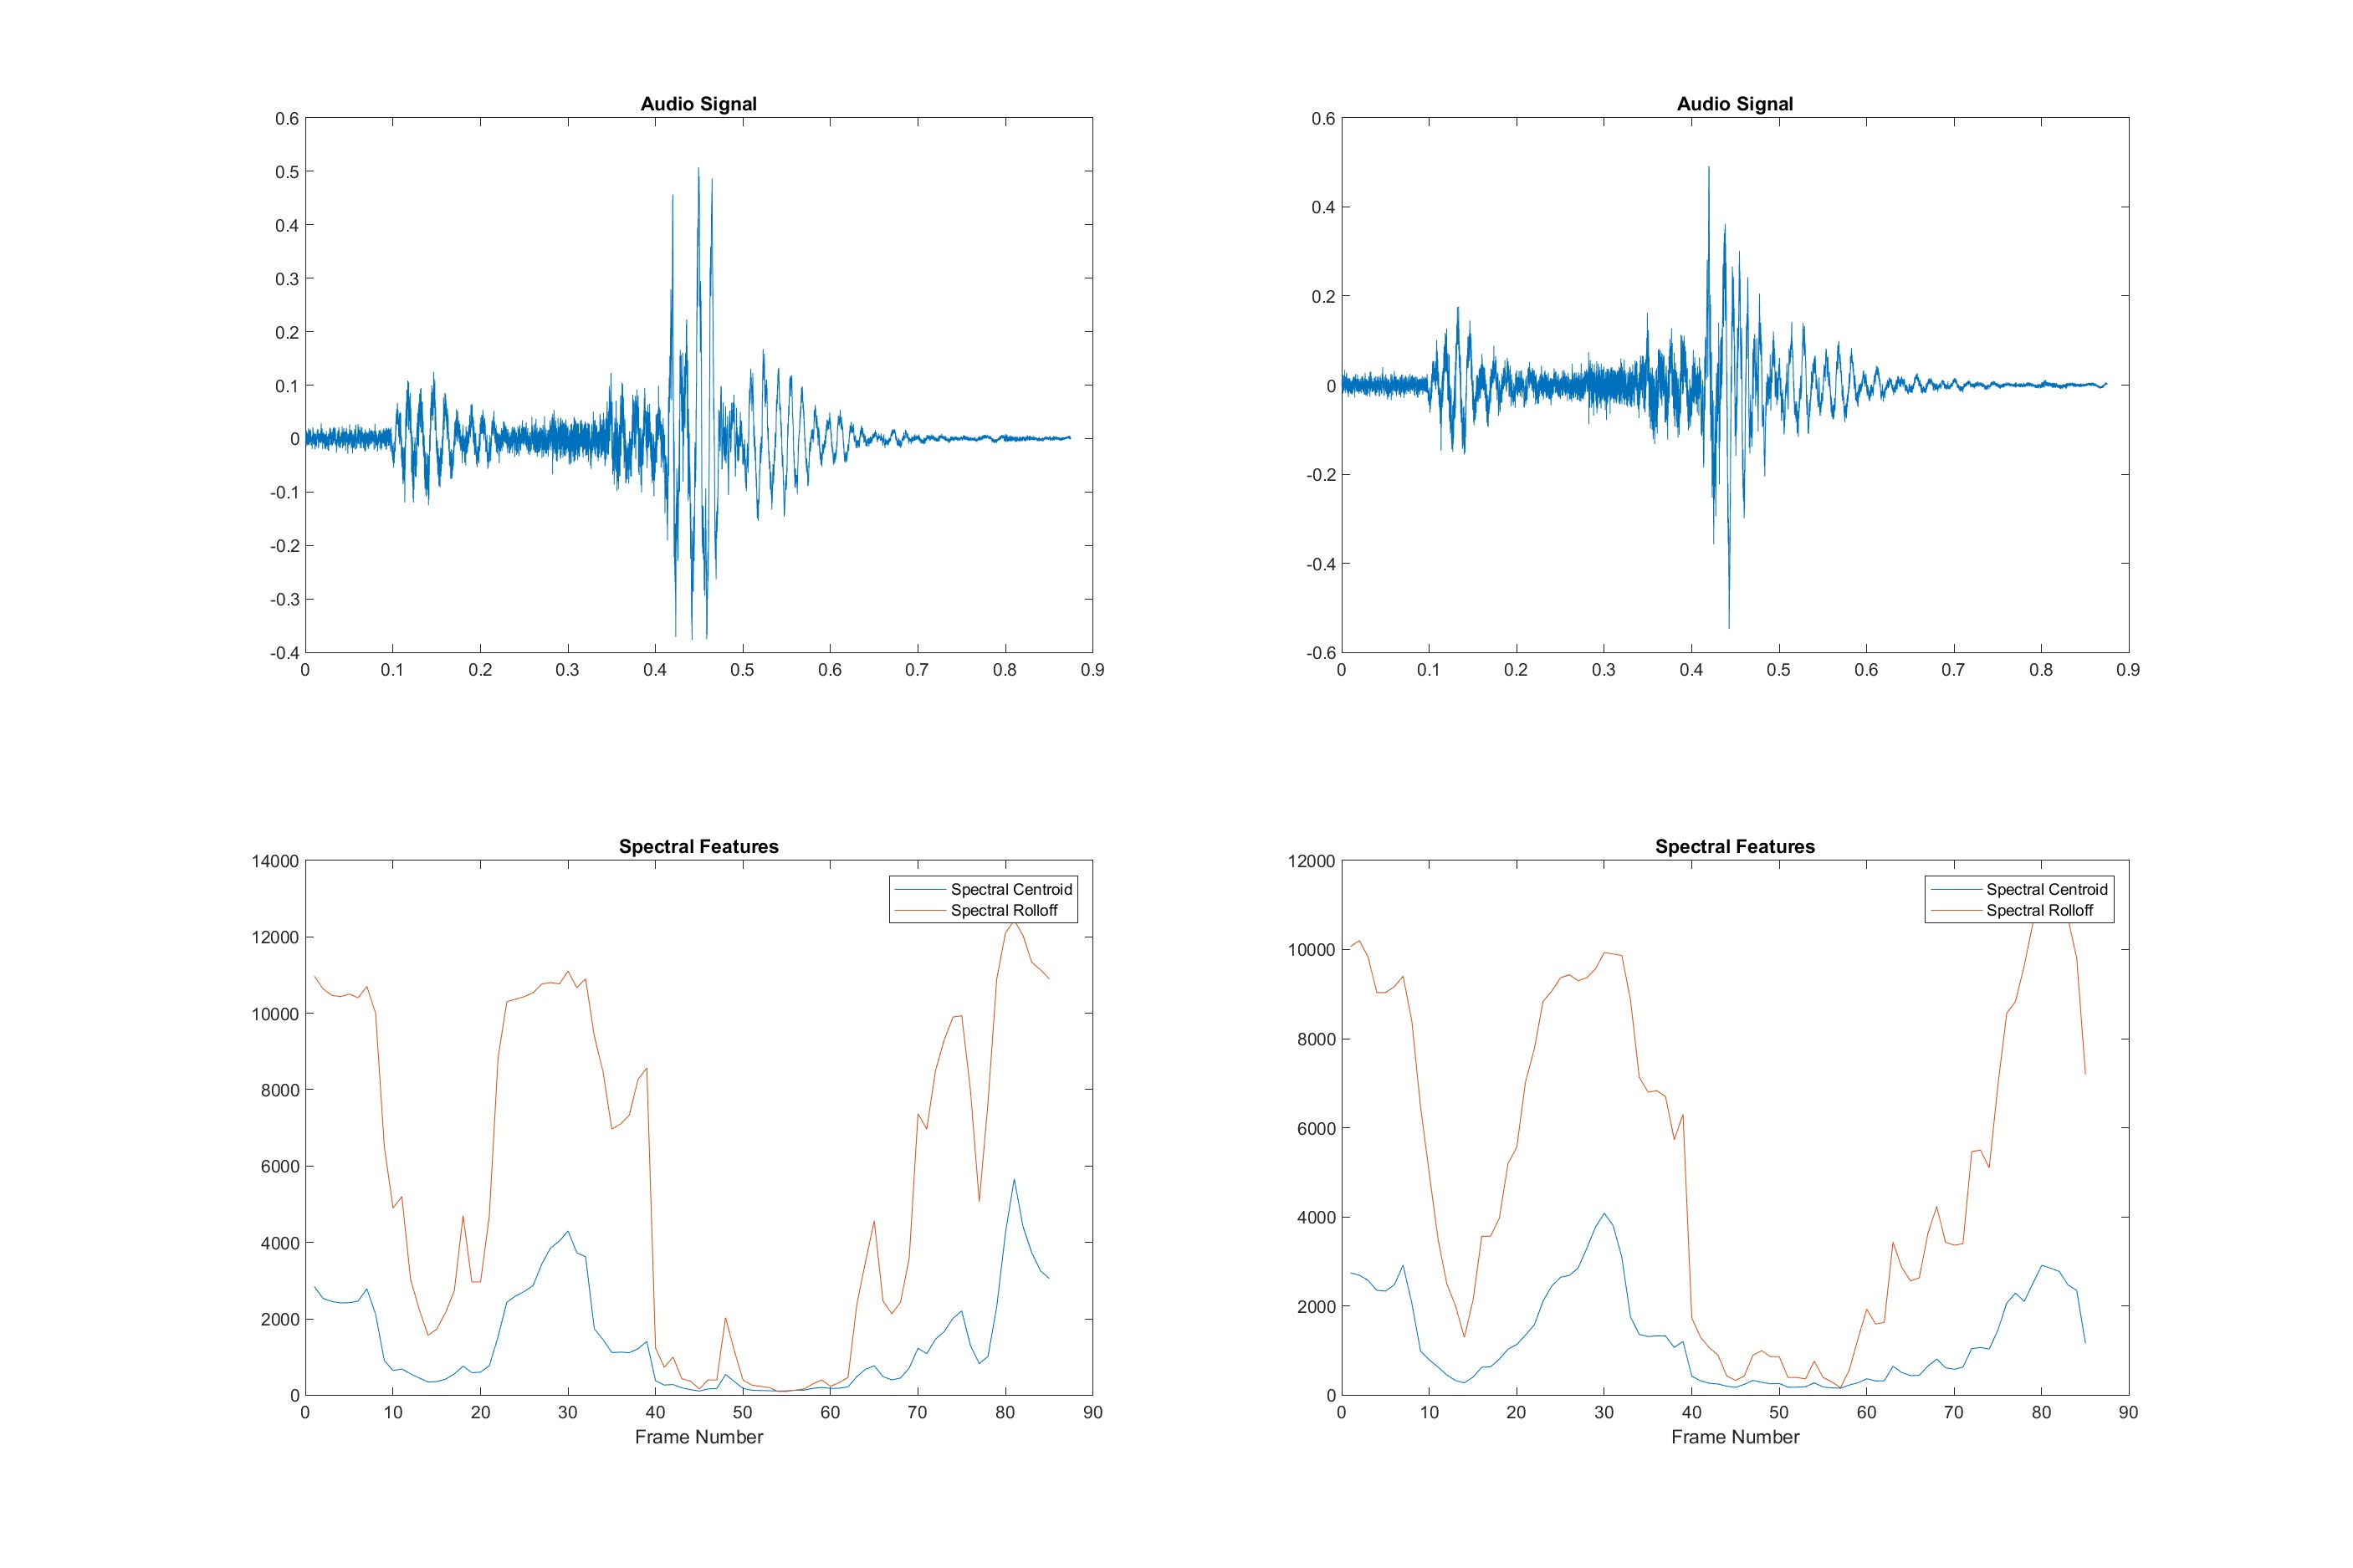 Audio Signal
0.6
0.5
0.4
0.3
0.2
0.1
0
-0.1
-0.2
-0.3
-0.4
0 0.1 0.2 0.3 0.4 0.5 0.6 0.7 0.8 0.9
Audio Signal
0.6
0.4
0.2
0
-0.2
-0.4
-0.6
0 0.1 0.2 0.3 0.4 0.5 0.6 0.7 0.8 0.9
Spectral Features
14000
12000
10000
8000
6000
4000
2000
0
Spectral Centroid
Spectral Rolloff
0 10 20 30 40 50 60 70 80 90
Frame Number
Spectral Features
12000
10000
8000
6000
4000
2000
0
Spectral Centroid
Spectral Rolloff
0 10 20 30 40 50 60 70 80 90
Frame Number